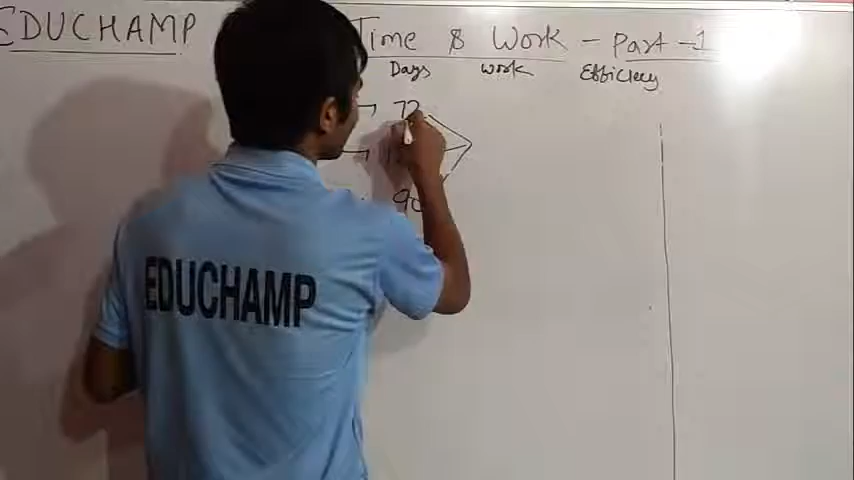 EDUCHAMP
Time & Work - Part -1
Days Work Efficiency
→ 72
→
90
EDUCHAMP